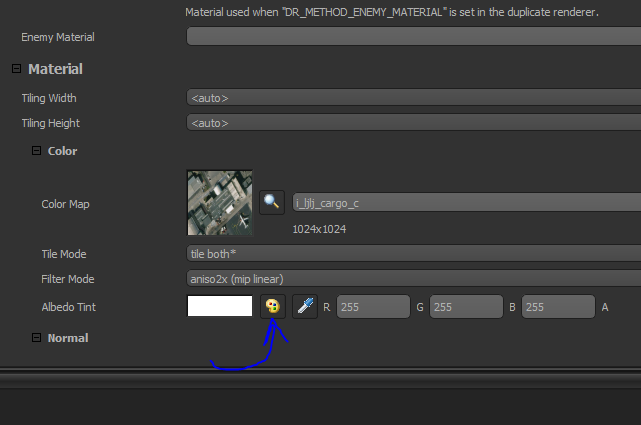 Material used when "DR_METHOD_ENEMY_MATERIAL" is set in the duplicate renderer.
Enemy Material
Material
Tiling Width <auto>
Tiling Height <auto>
Color
Color Map i_ljlj_cargo_c
1024x1024
Tile Mode tile both*
Filter Mode aniso2x (mip linear)
Albedo Tint R 255 G 255 B 255 A
Normal